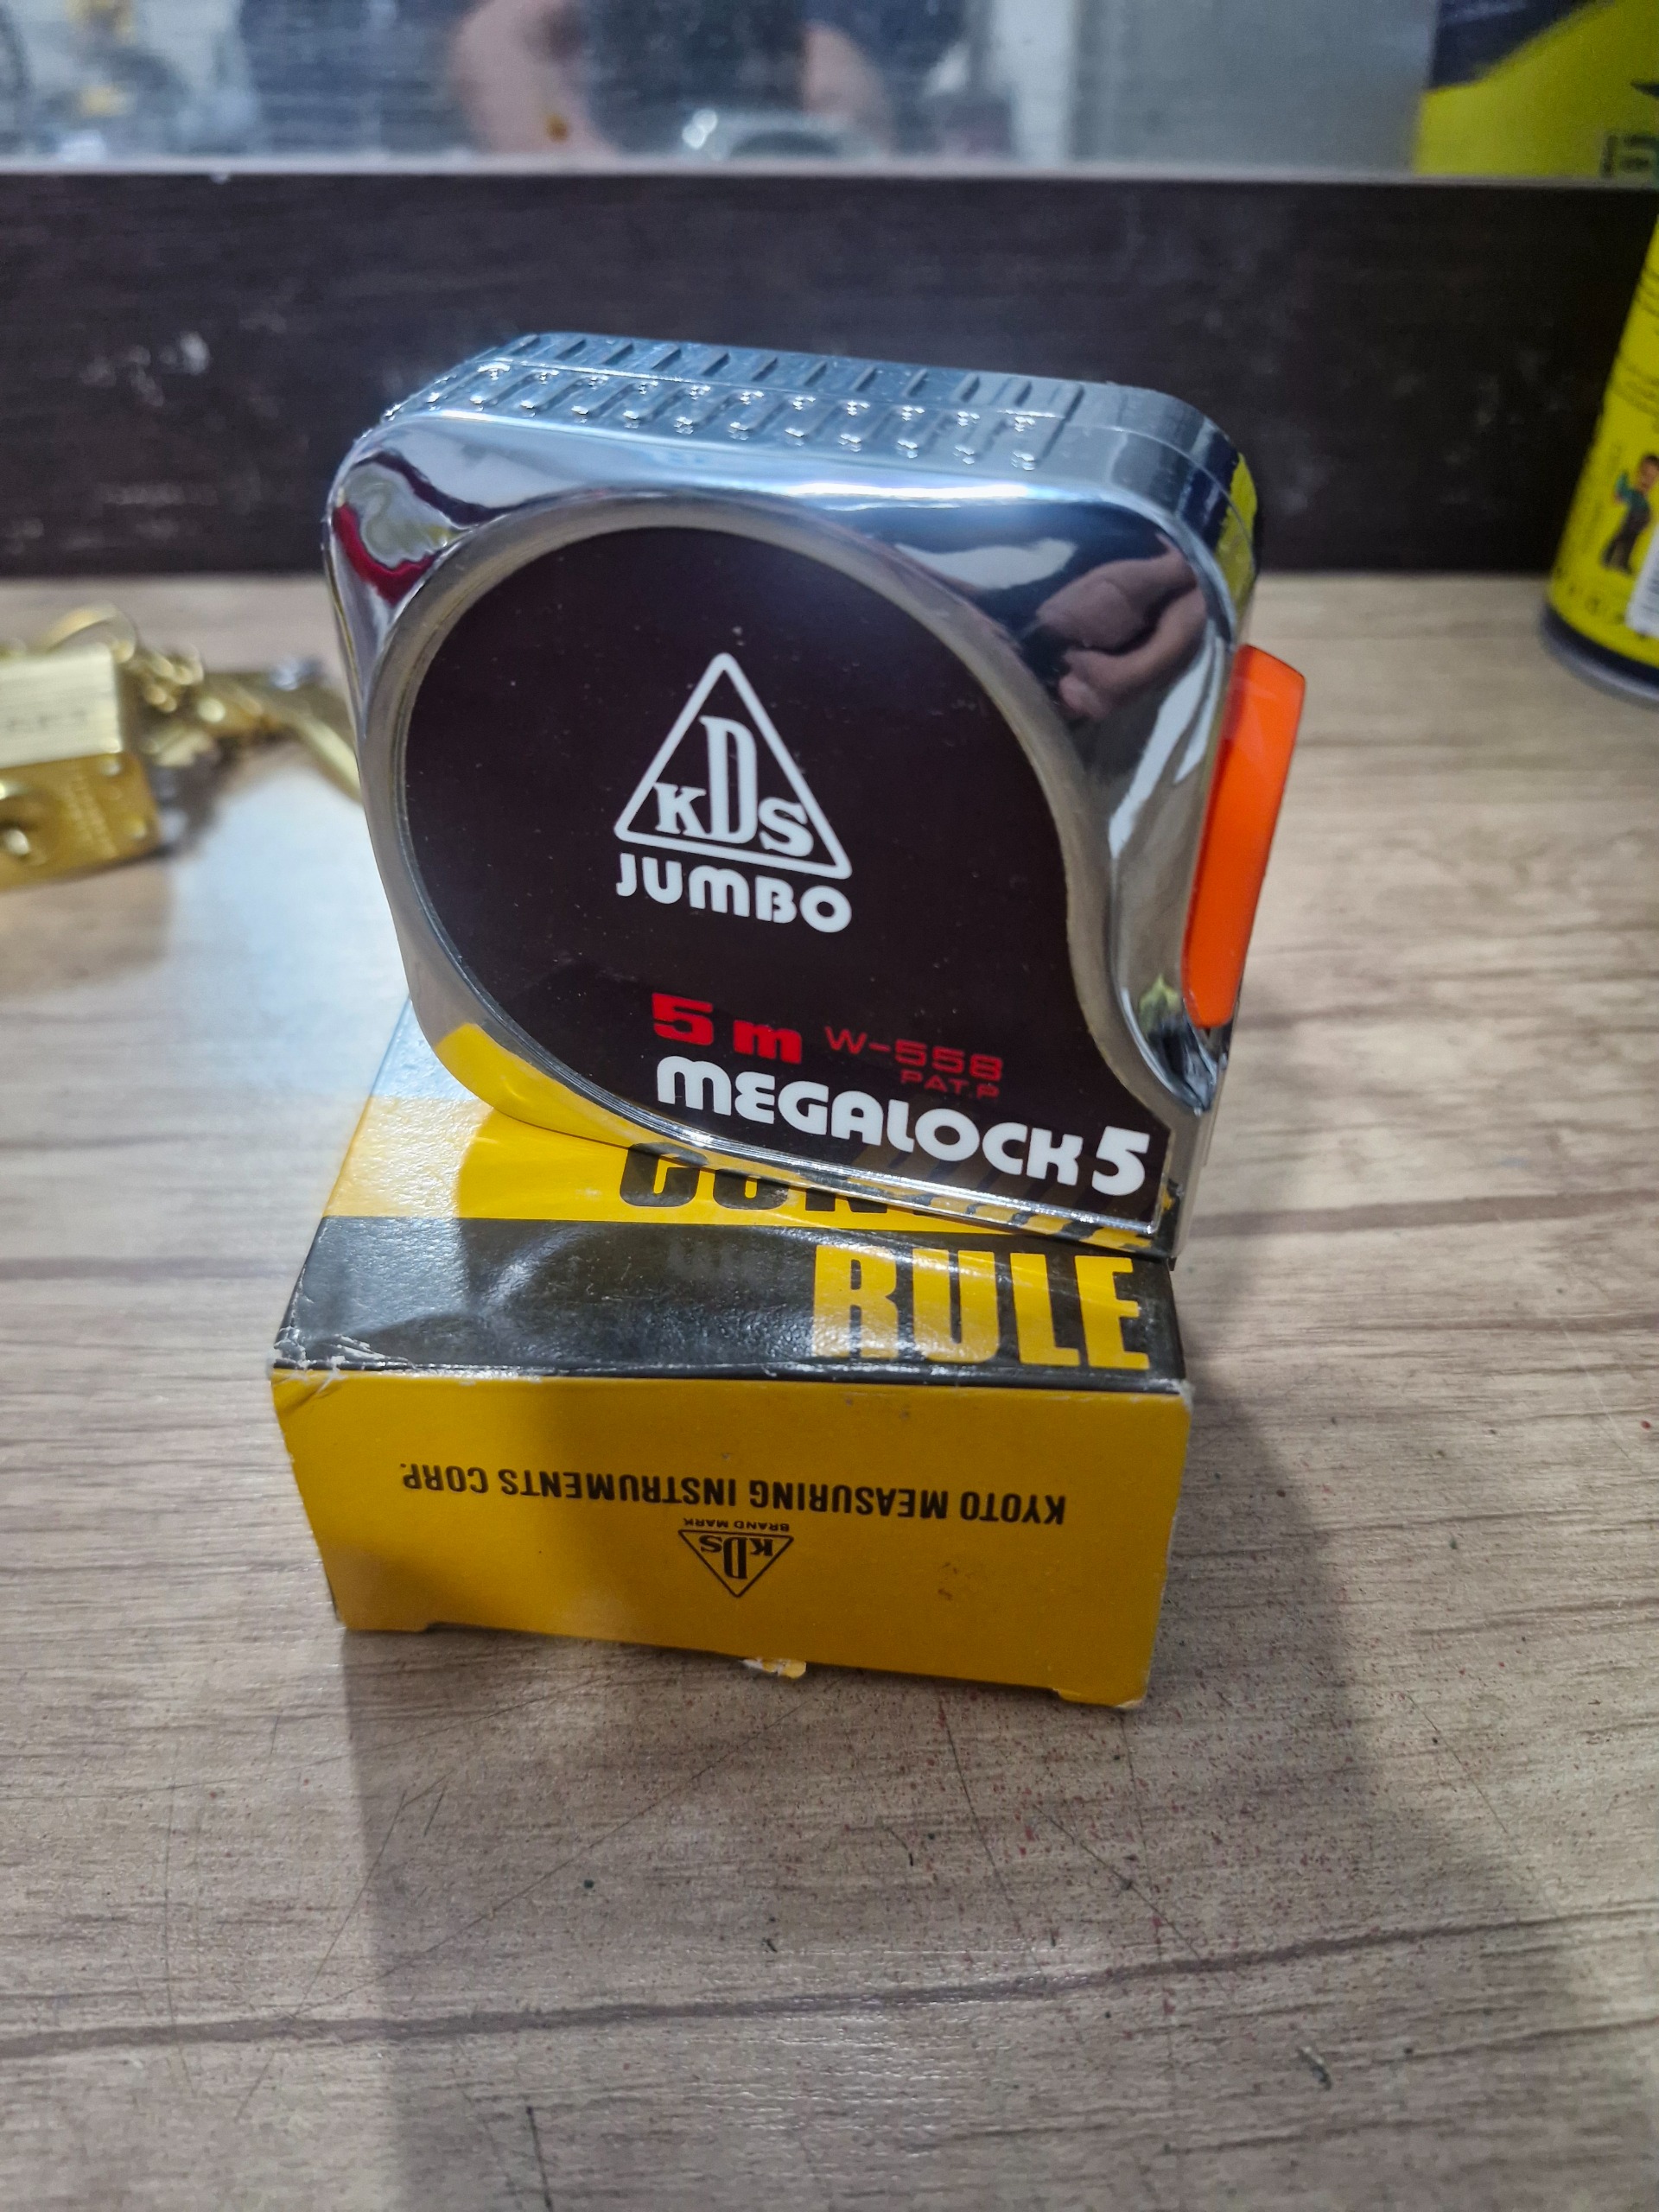 KDS
JUMBO
5 m W-558
PAT.P
MEGALOCK 5
RULE
KYOTO MEASURING INSTRUMENTS CORP.
BRAND MARK
KDS